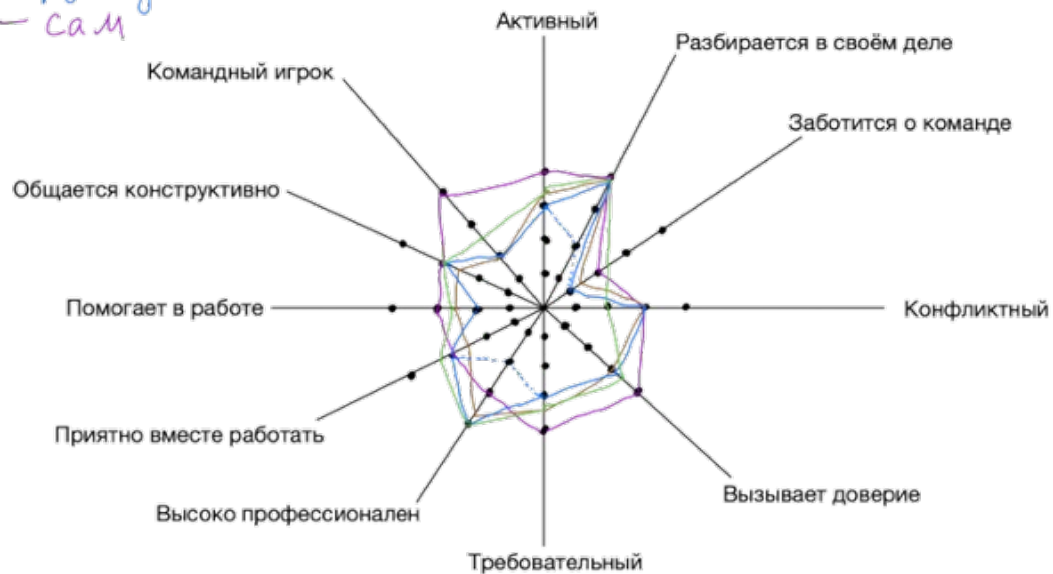 — сам
Активный
Разбирается в своём деле
Командный игрок
Заботится о команде
Общается конструктивно
Помогает в работе
Конфликтный
Приятно вместе работать
Вызывает доверие
Высоко профессионален
Требовательный